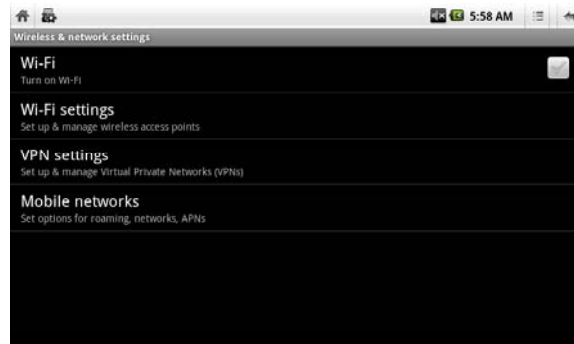 5:58 AM
Wireless & network settings
Wi-Fi
Turn on Wi-Fi
Wi-Fi settings
Set up & manage wireless access points
VPN settings
Set up & manage Virtual Private Networks (VPNs)
Mobile networks
Set options for roaming, networks, APNs